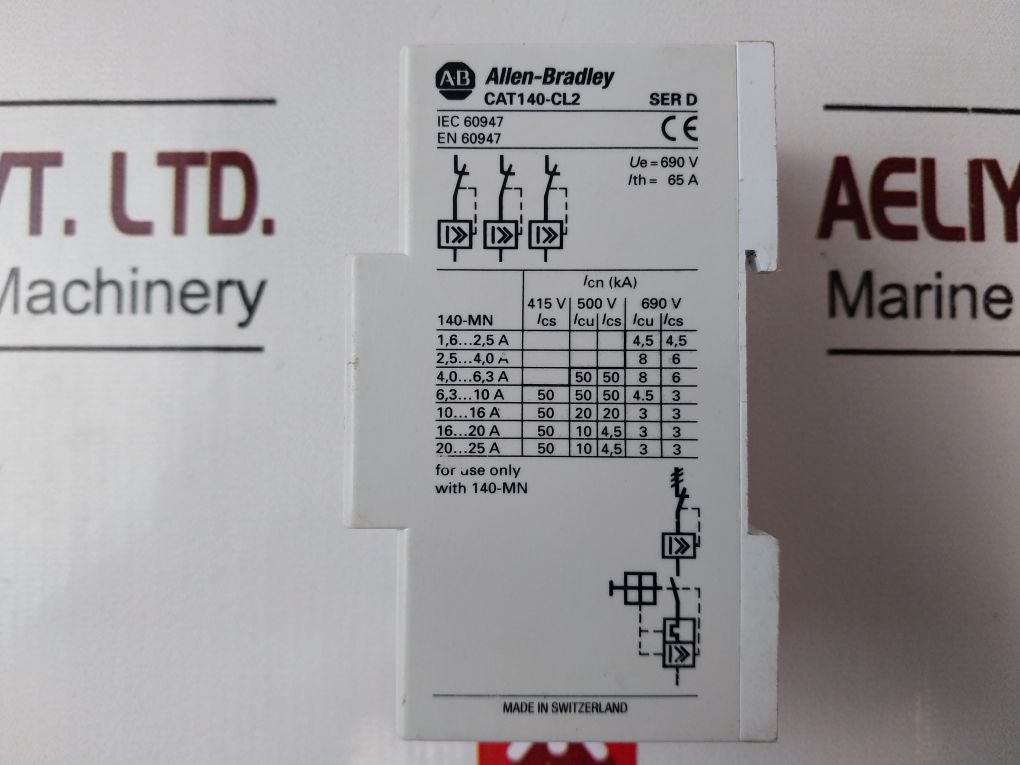 AB Allen-Bradley
CAT140-CL2 SER D
IEC 60947
EN 60947
CE
Ue = 690 V
Ith = 65 A
I>> I>> I>>
Icn (kA)
415 V 500 V 690 V
140-MN Ics Icu Ics Icu Ics
1,6...2,5 A 4,5 4,5
2,5...4,0 A 8 6
4,0...6,3 A 50 50 8 6
6,3...10 A 50 50 50 4.5 3
10...16 A 50 20 20 3 3
16...20 A 50 10 4,5 3 3
20...25 A 50 10 4,5 3 3
for use only
with 140-MN
I>>
I>>
MADE IN SWITZERLAND
VT. LTD.
Machinery
AELIY
Marine